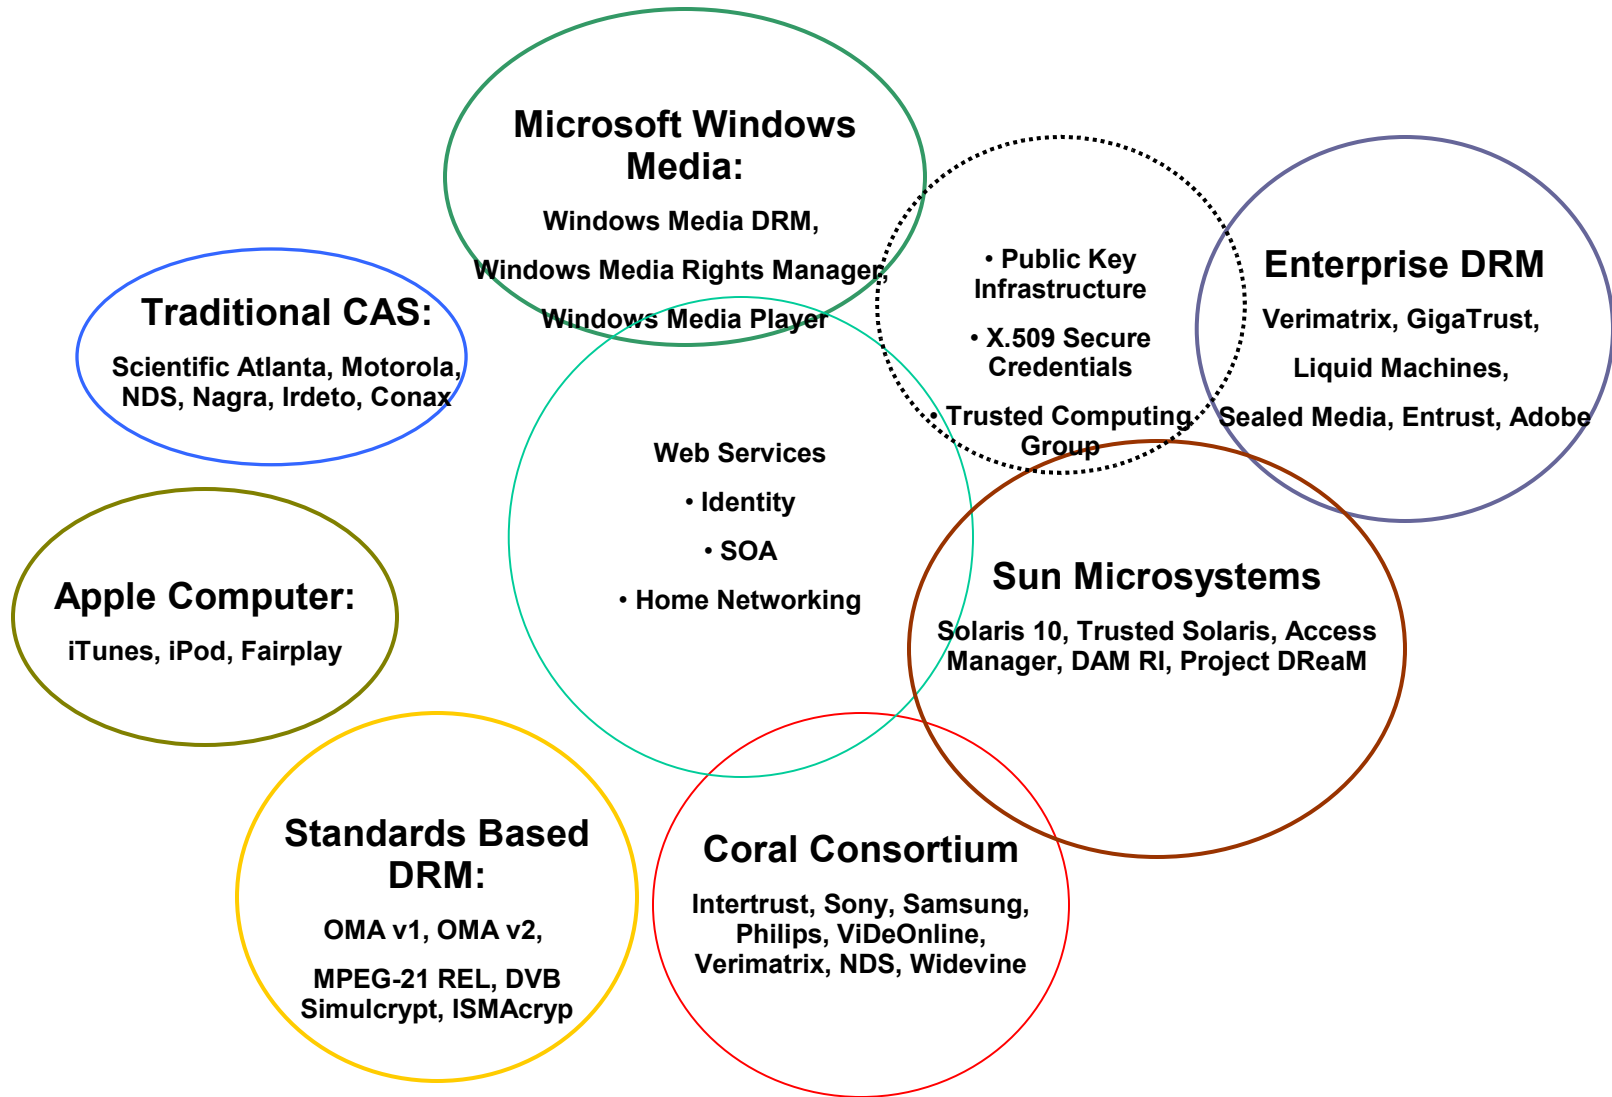 Microsoft Windows
Media:
Windows Media DRM,
Windows Media Rights Manager,
Windows Media Player
• Public Key
Infrastructure
• X.509 Secure
Credentials
• Trusted Computing
Group
Enterprise DRM
Verimatrix, GigaTrust,
Liquid Machines,
Sealed Media, Entrust, Adobe
Traditional CAS:
Scientific Atlanta, Motorola,
NDS, Nagra, Irdeto, Conax
Web Services
• Identity
• SOA
• Home Networking
Apple Computer:
iTunes, iPod, Fairplay
Sun Microsystems
Solaris 10, Trusted Solaris, Access
Manager, DAM RI, Project DReaM
Standards Based
DRM:
OMA v1, OMA v2,
MPEG-21 REL, DVB
Simulcrypt, ISMAcryp
Coral Consortium
Intertrust, Sony, Samsung,
Philips, ViDeOnline,
Verimatrix, NDS, Widevine